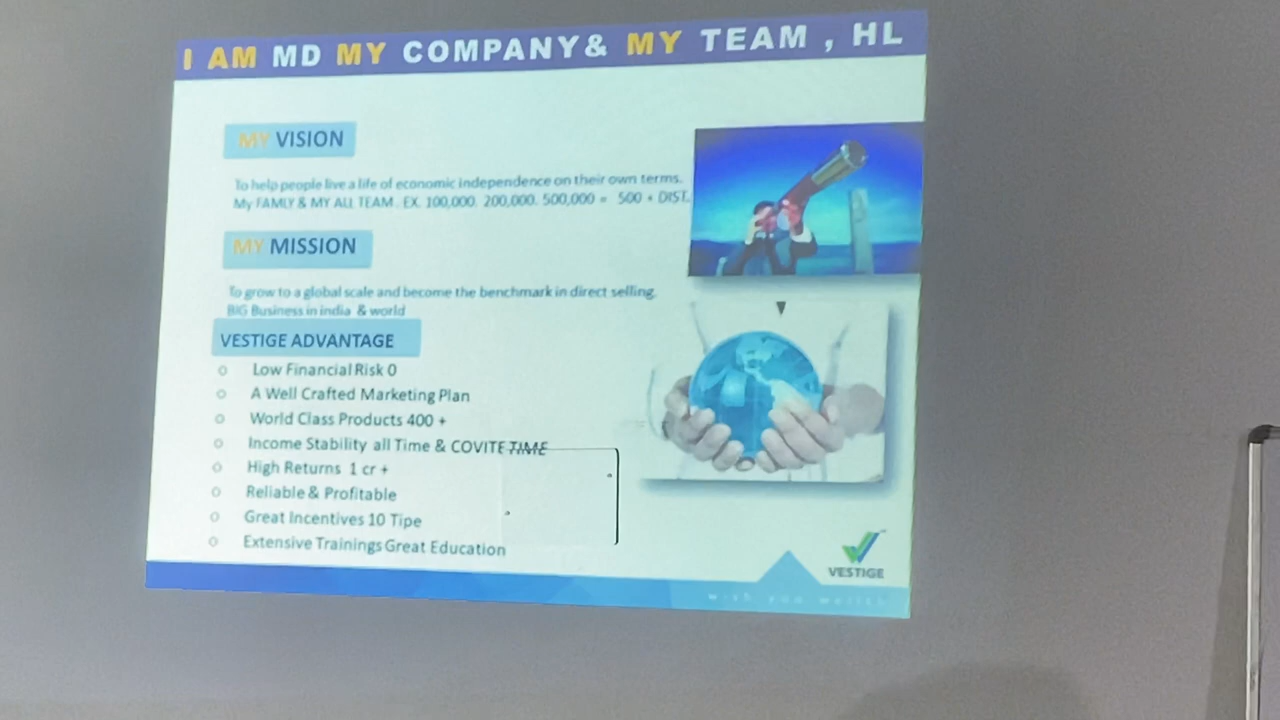 I AM MD MY COMPANY& MY TEAM , HL
MY VISION
To help people live a life of economic independence on their own terms.
My FAMLY & MY ALL TEAM EX. 100,000. 200,000. 500,000 = 500 + DIST.
MY MISSION
To grow to a global scale and become the benchmark in direct selling.
BIG Business in india & world
VESTIGE ADVANTAGE
o Low Financial Risk 0
o A Well Crafted Marketing Plan
o World Class Products 400 +
o Income Stability all Time & COVITE TIME
o High Returns 1 cr +
o Reliable & Profitable
o Great Incentives 10 Tipe
o Extensive Trainings Great Education
VESTIGE
wish you wealth